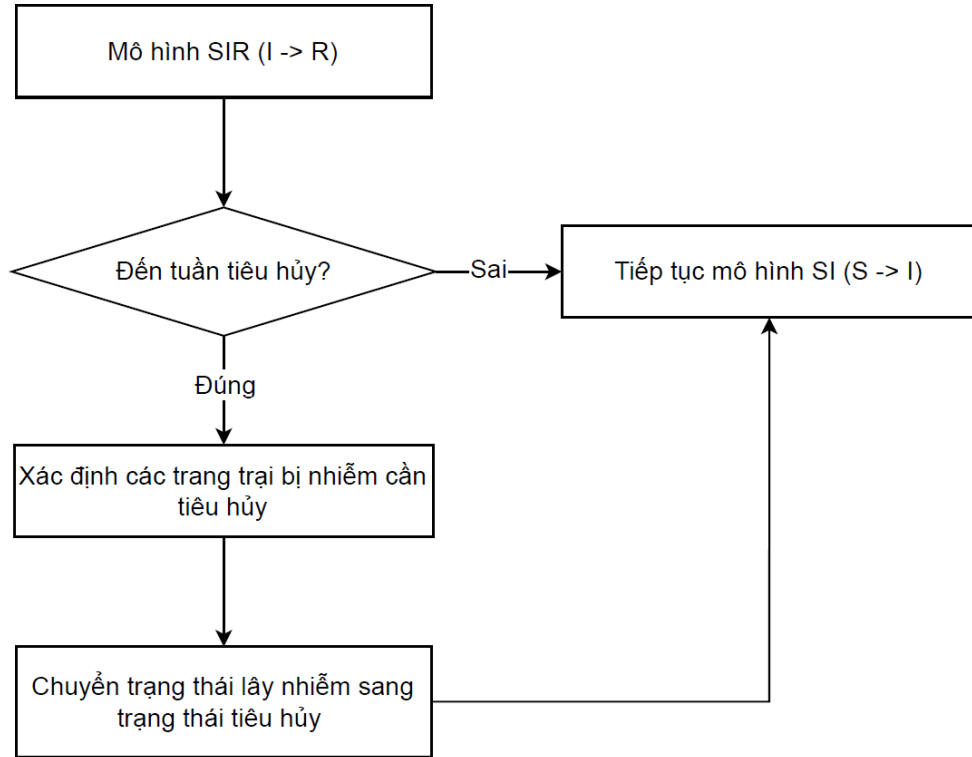 Mô hình SIR (I -> R)
Đến tuần tiêu hủy?
Sai
Tiếp tục mô hình SI (S -> I)
Đúng
Xác định các trang trại bị nhiễm cần
tiêu hủy
Chuyển trạng thái lây nhiễm sang
trạng thái tiêu hủy